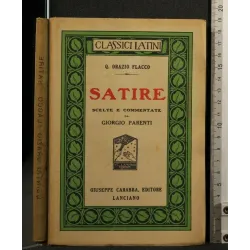 CLASSICI LATINI
Q. ORAZIO FLACCO
SATIRE
SCELTE E COMMENTATE
DA
GIORGIO PARENTI
GIUSEPPE CARABBA, EDITORE
LANCIANO